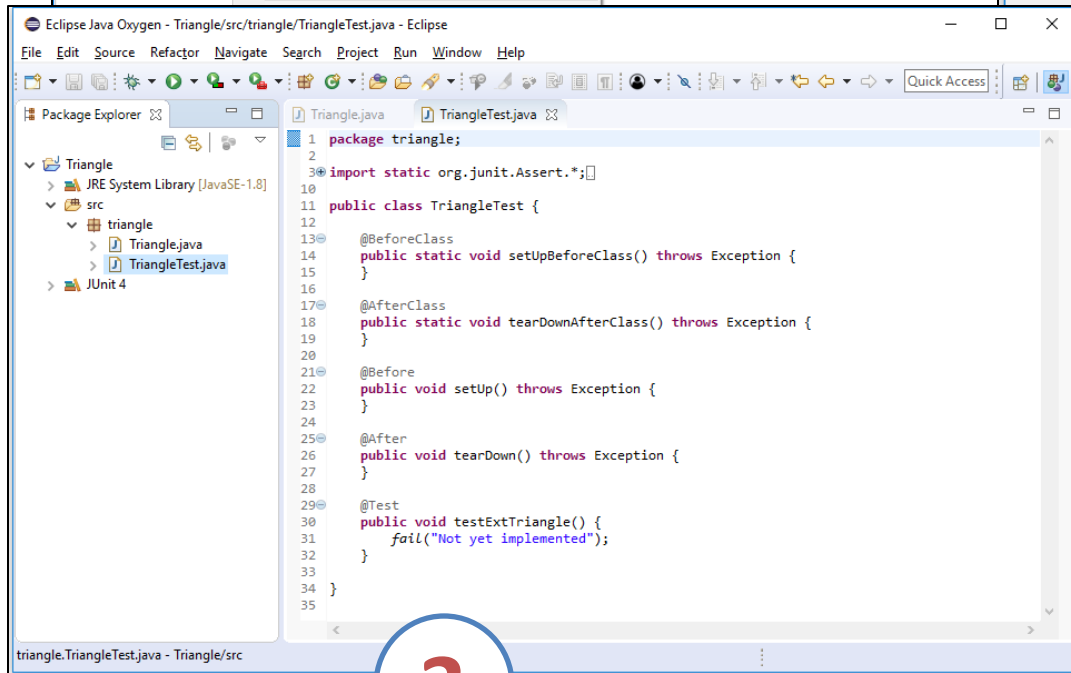 Eclipse Java Oxygen - Triangle/src/triangle/TriangleTest.java - Eclipse
File Edit Source Refactor Navigate Search Project Run Window Help
Quick Access
Package Explorer
Triangle
JRE System Library [JavaSE-1.8]
src
triangle
Triangle.java
TriangleTest.java
JUnit 4
Triangle.java TriangleTest.java
1 package triangle;
2
3 import static org.junit.Assert.*;
10
11 public class TriangleTest {
12
13 @BeforeClass
14 public static void setUpBeforeClass() throws Exception {
15 }
16
17 @AfterClass
18 public static void tearDownAfterClass() throws Exception {
19 }
20
21 @Before
22 public void setUp() throws Exception {
23 }
24
25 @After
26 public void tearDown() throws Exception {
27 }
28
29 @Test
30 public void testExtTriangle() {
31 fail("Not yet implemented");
32 }
33
34 }
35
triangle.TriangleTest.java - Triangle/src